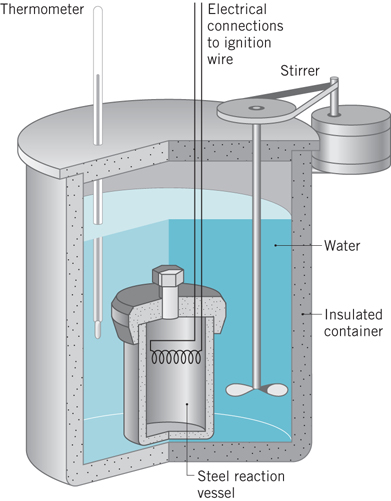 Thermometer
Electrical
connections
to ignition
wire
Stirrer
Water
Insulated
container
Steel reaction
vessel